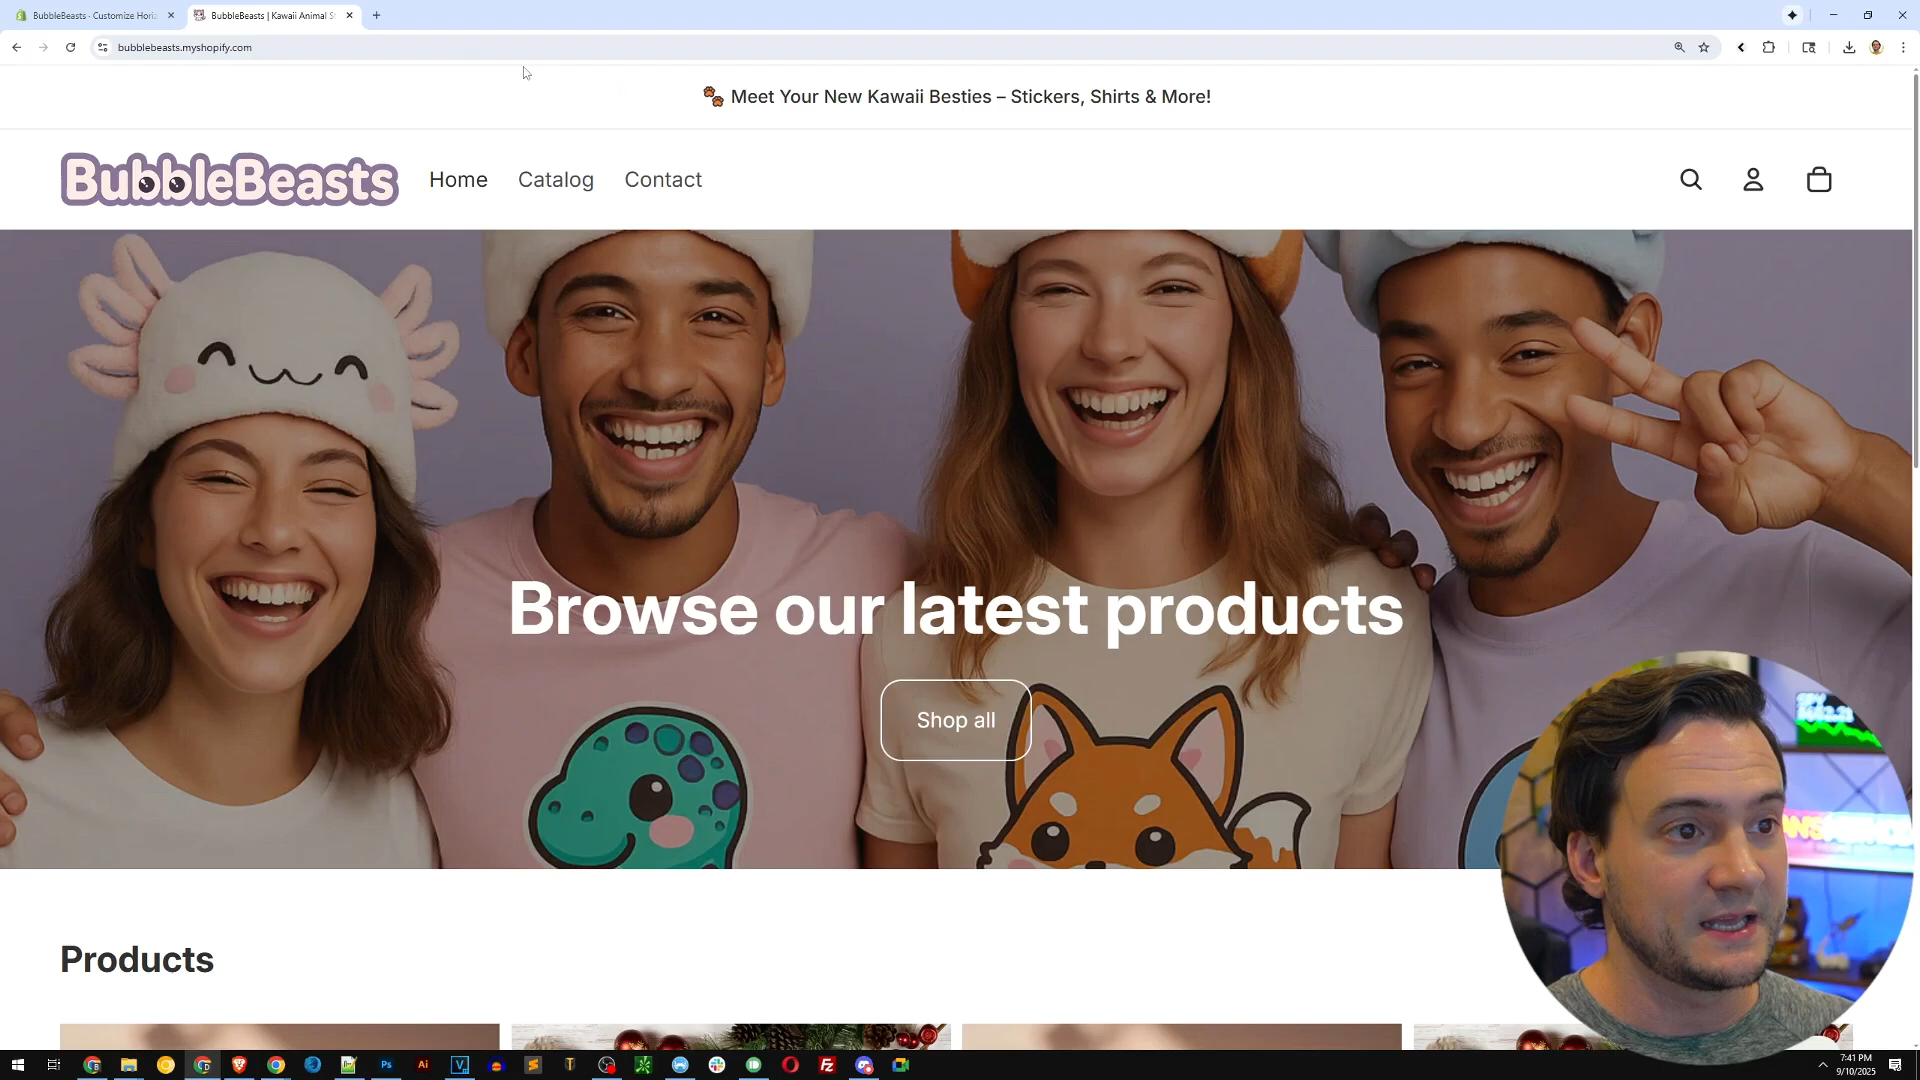 BubbleBeasts · Customize Horiz
BubbleBeasts | Kawaii Animal S
bubblebeasts.myshopify.com
Meet Your New Kawaii Besties – Stickers, Shirts & More!
BubbleBeasts
Home
Catalog
Contact
Browse our latest products
Shop all
Products
7:41 PM
9/10/2025